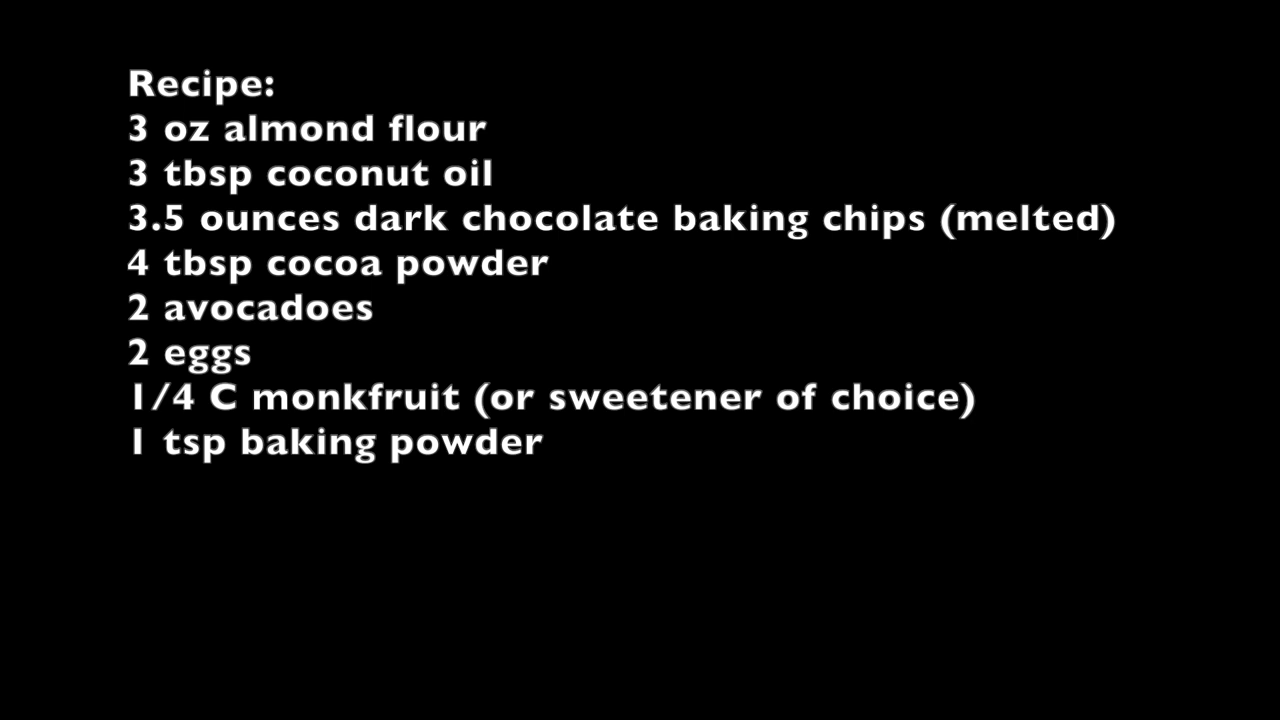 Recipe:
3 oz almond flour
3 tbsp coconut oil
3.5 ounces dark chocolate baking chips (melted)
4 tbsp cocoa powder
2 avocadoes
2 eggs
1/4 C monkfruit (or sweetener of choice)
1 tsp baking powder